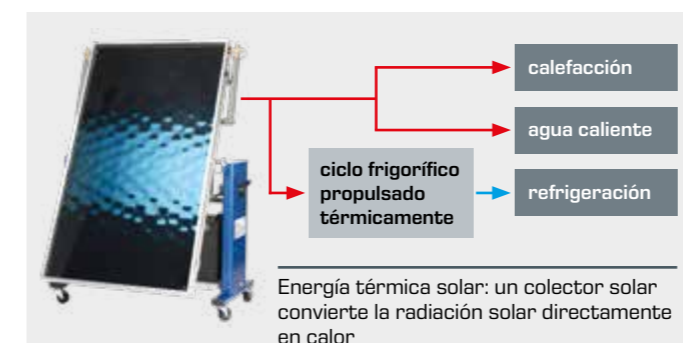 calefacción
agua caliente
ciclo frigorífico
propulsado
térmicamente
refrigeración
Energía térmica solar: un colector solar
convierte la radiación solar directamente
en calor